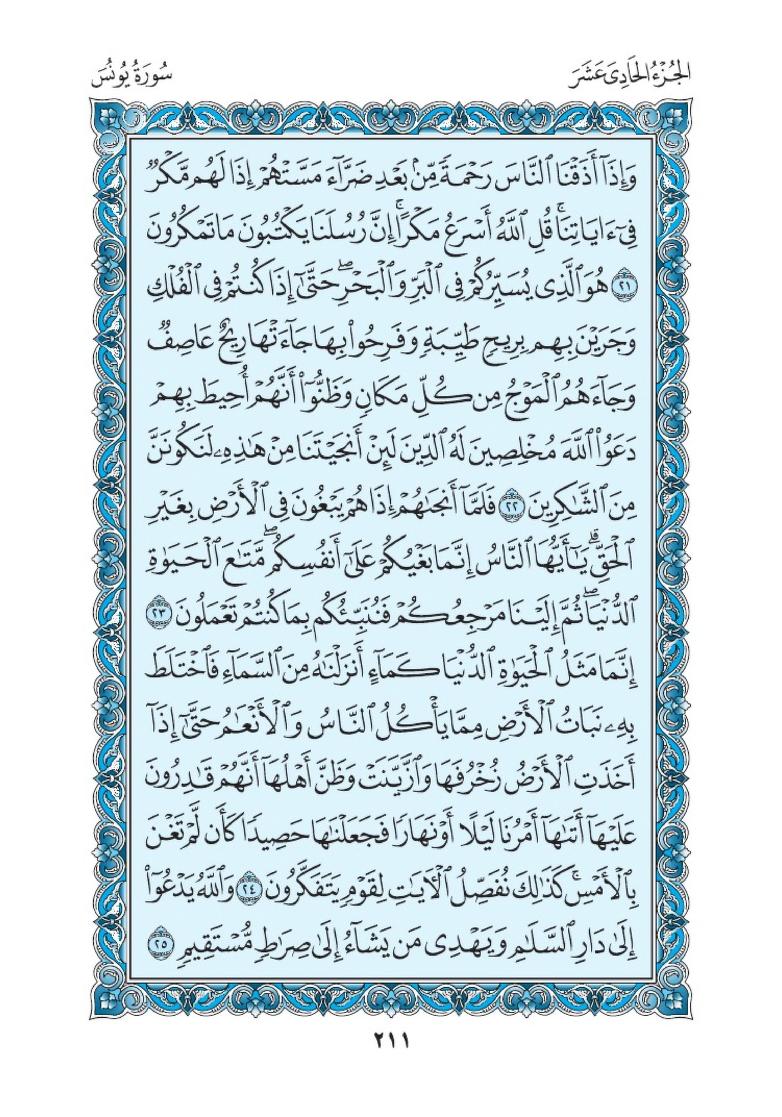 الجُزْءُ الحَادِىَ عَشَرَ
سُورَةُ يُونُسَ
وَإِذَآ أَذَقْنَا ٱلنَّاسَ رَحْمَةً مِّنۢ بَعْدِ ضَرَّآءَ مَسَّتْهُمْ إِذَا لَهُم مَّكْرٌ
فِىٓ ءَايَاتِنَاۚ قُلِ ٱللَّهُ أَسْرَعُ مَكْرًاۚ إِنَّ رُسُلَنَا يَكْتُبُونَ مَا تَمْكُرُونَ
٢١ هُوَ ٱلَّذِى يُسَيِّرُكُمْ فِى ٱلْبَرِّ وَٱلْبَحْرِۖ حَتَّىٰٓ إِذَا كُنتُمْ فِى ٱلْفُلْكِ
وَجَرَيْنَ بِهِم بِرِيحٍ طَيِّبَةٍ وَفَرِحُوا۟ بِهَا جَآءَتْهَا رِيحٌ عَاصِفٌ
وَجَآءَهُمُ ٱلْمَوْجُ مِن كُلِّ مَكَانٍ وَظَنُّوٓا۟ أَنَّهُمْ أُحِيطَ بِهِمْ
دَعَوُا۟ ٱللَّهَ مُخْلِصِينَ لَهُ ٱلدِّينَ لَئِنْ أَنجَيْتَنَا مِنْ هَٰذِهِۦ لَنَكُونَنَّ
مِنَ ٱلشَّٰكِرِينَ ٢٢ فَلَمَّآ أَنجَىٰهُمْ إِذَا هُمْ يَبْغُونَ فِى ٱلْأَرْضِ بِغَيْرِ
ٱلْحَقِّۗ يَٰٓأَيُّهَا ٱلنَّاسُ إِنَّمَا بَغْيُكُمْ عَلَىٰٓ أَنفُسِكُمۖ مَّتَٰعَ ٱلْحَيَوٰةِ
ٱلدُّنْيَاۖ ثُمَّ إِلَيْنَا مَرْجِعُكُمْ فَنُنَبِّئُكُم بِمَا كُنتُمْ تَعْمَلُونَ ٢٣
إِنَّمَا مَثَلُ ٱلْحَيَوٰةِ ٱلدُّنْيَا كَمَآءٍ أَنزَلْنَٰهُ مِنَ ٱلسَّمَآءِ فَٱخْتَلَطَ
بِهِۦ نَبَاتُ ٱلْأَرْضِ مِمَّا يَأْكُلُ ٱلنَّاسُ وَٱلْأَنْعَٰمُ حَتَّىٰٓ إِذَآ
أَخَذَتِ ٱلْأَرْضُ زُخْرُفَهَا وَٱزَّيَّنَتْ وَظَنَّ أَهْلُهَآ أَنَّهُمْ قَٰدِرُونَ
عَلَيْهَآ أَتَىٰهَآ أَمْرُنَا لَيْلًا أَوْ نَهَارًا فَجَعَلْنَٰهَا حَصِيدًا كَأَن لَّمْ تَغْنَ
بِٱلْأَمْسِۚ كَذَٰلِكَ نُفَصِّلُ ٱلْءَايَٰتِ لِقَوْمٍ يَتَفَكَّرُونَ ٢٤ وَٱللَّهُ يَدْعُوٓا۟
إِلَىٰ دَارِ ٱلسَّلَٰمِ وَيَهْدِى مَن يَشَآءُ إِلَىٰ صِرَٰطٍ مُّسْتَقِيمٍ ٢٥
٢١١